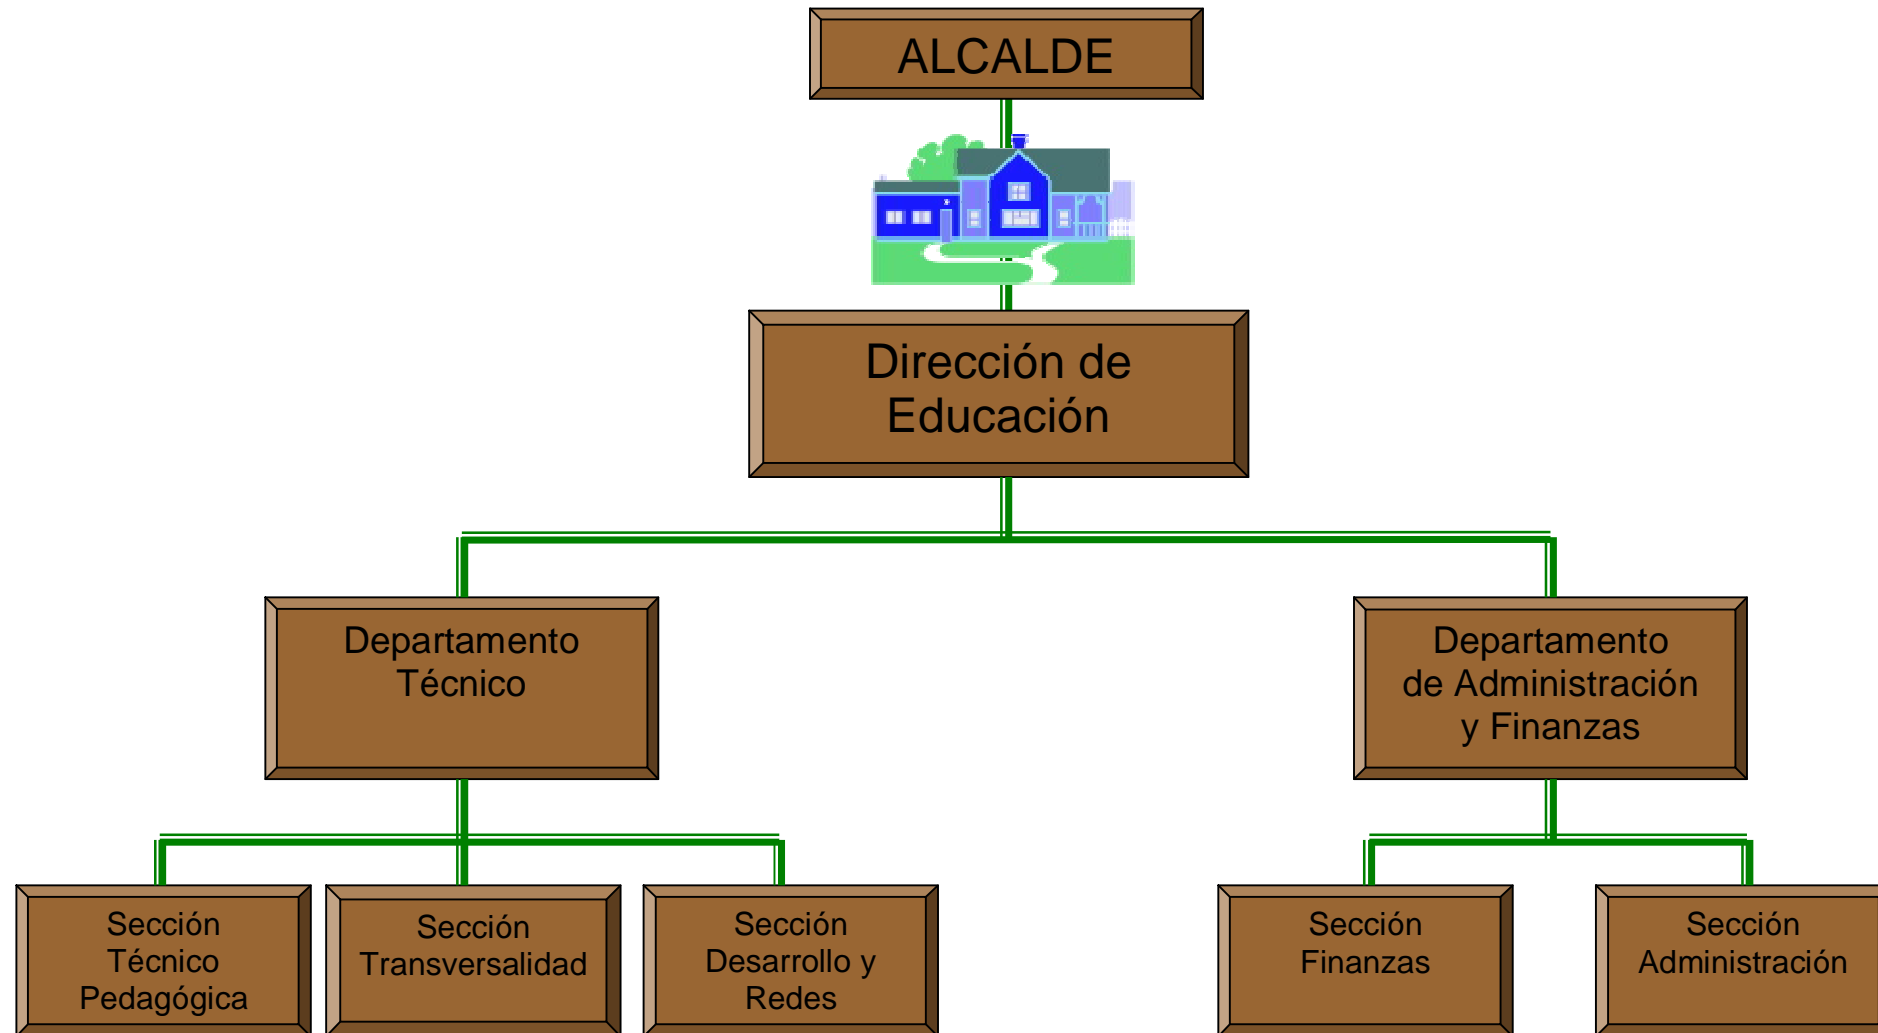 ALCALDE
Dirección de
Educación
Departamento
Técnico
Departamento
de Administración
y Finanzas
Sección
Técnico
Pedagógica
Sección
Transversalidad
Sección
Desarrollo y
Redes
Sección
Finanzas
Sección
Administración